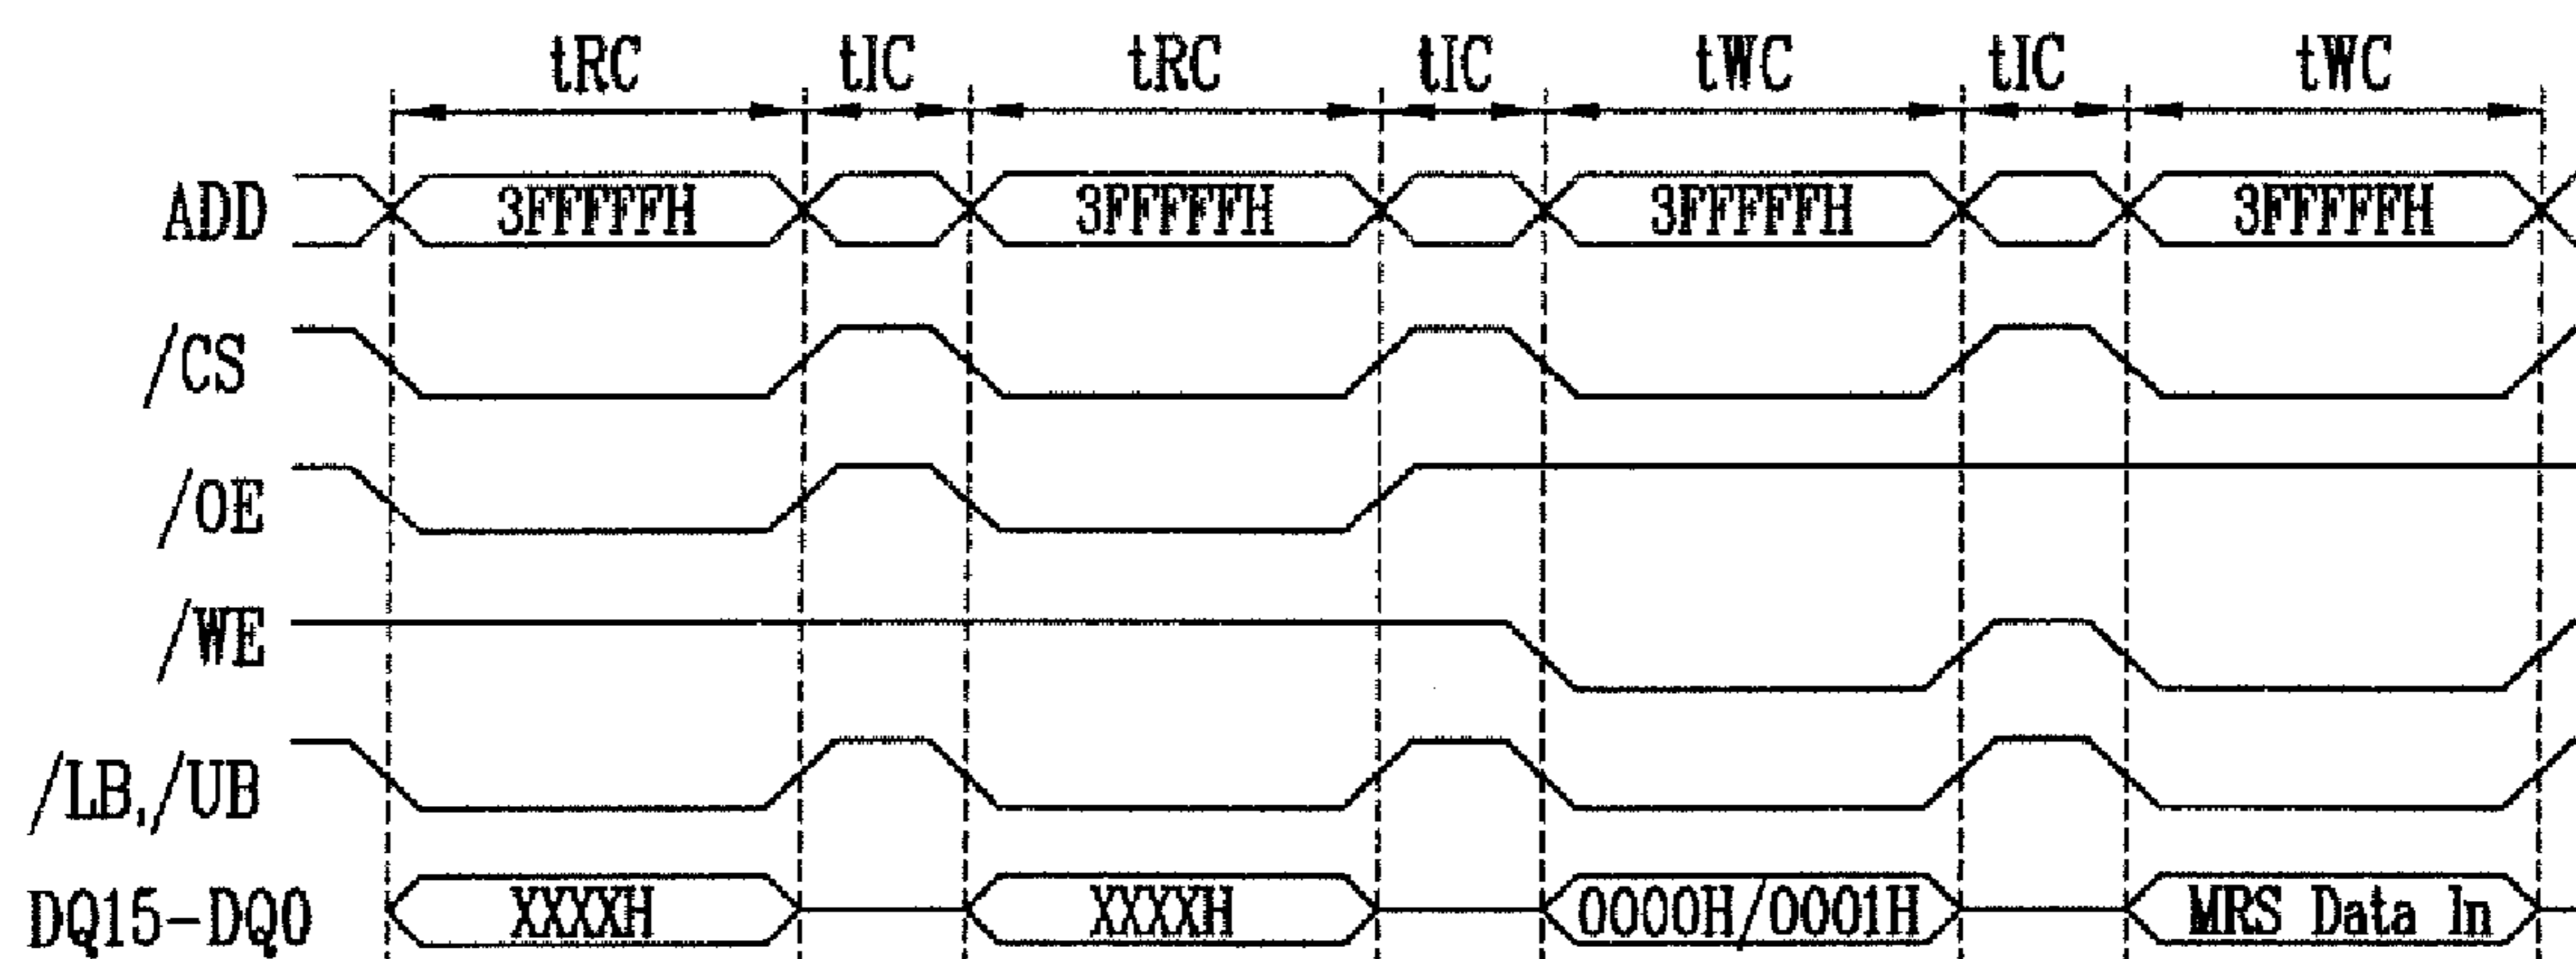 tRC tIC tRC tIC tWC tIC tWC
ADD 3FFFFFH 3FFFFFH 3FFFFFH 3FFFFFH
/CS
/OE
/WE
/LB,/UB
DQ15-DQ0 XXXXH XXXXH 0000H/0001H MRS Data In